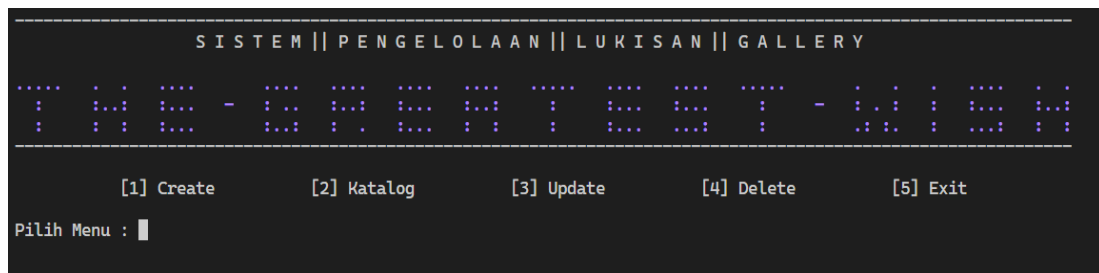 S I S T E M || P E N G E L O L A A N || L U K I S A N || G A L L E R Y
THE-GREATEST-WISH
[1] Create [2] Katalog [3] Update [4] Delete [5] Exit
Pilih Menu :